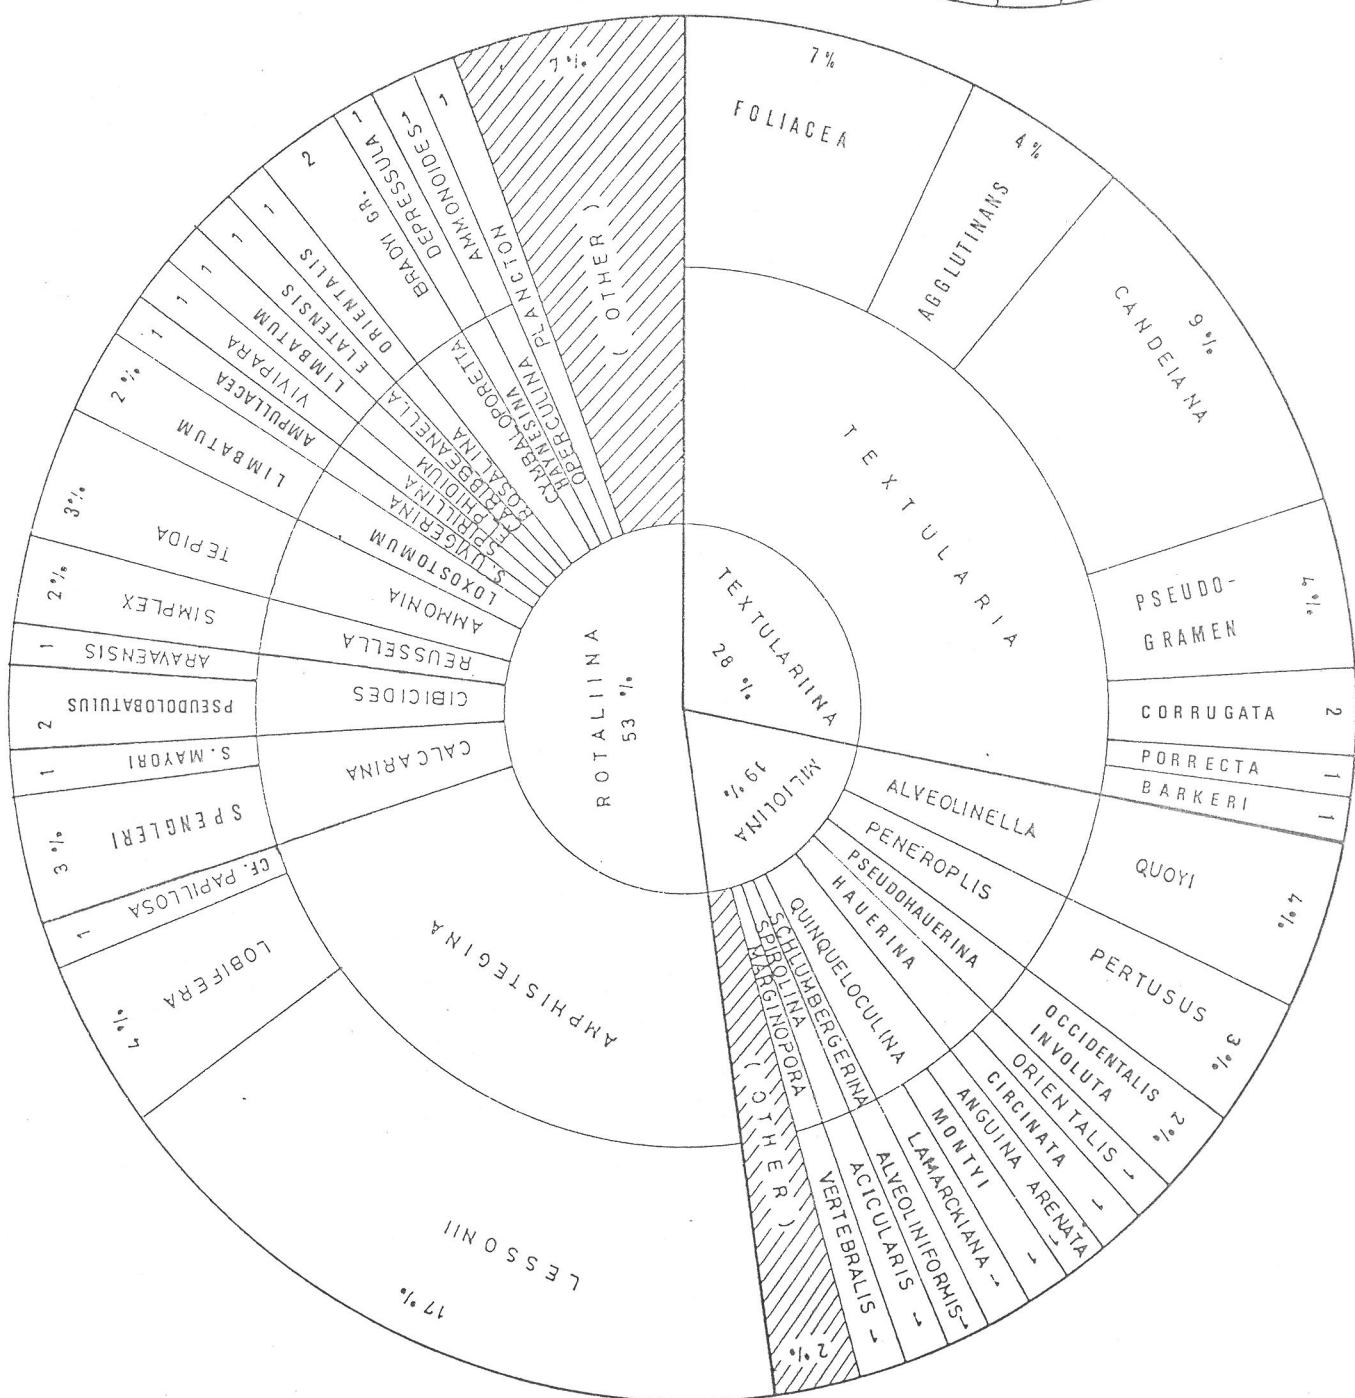 TEXTULARIINA
28 %
MILIOLINA
19 %
ROTALIINA
53 %
TEXTULARIA
7 %
FOLIACEA
4 %
AGGLUTINANS
9 %
CANDEIANA
PSEUDO-
GRAMEN
4 %
CORRUGATA 2
PORRECTA 1
BARKERI 1
ALVEOLINELLA
QUOYI
4 %
PENEROPLIS
PERTUSUS
3 %
PSEUDOHAUERINA
OCCIDENTALIS
INVOLUTA
2 %
HAUERINA
ORIENTALIS 1
CIRCINATA 1
QUINQUELOCULINA
ANGUINA ARENATA
1
MONTYI 1
LAMARCKIANA 1
SCHLUMBERGERINA
ALVEOLINIFORMIS 1
SPIROLINA
ACICULARIS 1
MARGINOPORA
VERTEBRALIS 1
( OTHER )
2 %
AMPHISTEGINA
LESSONII
17 %
LOBIFERA
4 %
CF. PAPILLOSA
1
CALCARINA
SPENGLERI
3 %
S. MAYORI
1
CIBICIDES
PSEUDOLOBATULUS
2
ARAVAENSIS
1
REUSSELLA
SIMPLEX
2 %
AMMONIA
TEPIDA
3 %
LOXOSTOMUM
LIMBATUM
2 %
S. UVIGERINA
AMPULLACEA
1
SPIRILLINA
VIVIPARA
1
LIMBATUM
1
CARIBBEANELLA
ELATENSIS
1
ROSALINA
ORIENTALIS
1
CYMBALOPORETTA
BRADYI GR.
2
HAYNESINA
DEPRESSULA 1
OPERCULINA
AMMONOIDES 1
PLANCTON
1
( OTHER )
7 %